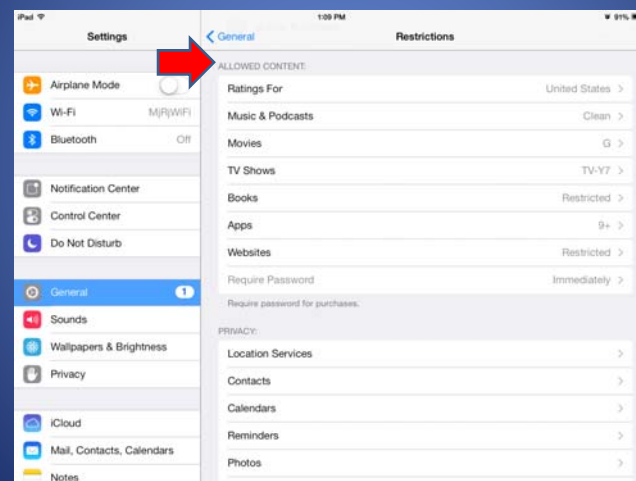 iPad 1:09 PM 91%
Settings
General Restrictions
Airplane Mode
Wi-Fi MjRjWiFi
Bluetooth Off
Notification Center
Control Center
Do Not Disturb
General 1
Sounds
Wallpapers & Brightness
Privacy
iCloud
Mail, Contacts, Calendars
Notes
ALLOWED CONTENT:
Ratings For United States
Music & Podcasts Clean
Movies G
TV Shows TV-Y7
Books Restricted
Apps 9+
Websites Restricted
Require Password Immediately
Require password for purchases.
PRIVACY:
Location Services
Contacts
Calendars
Reminders
Photos